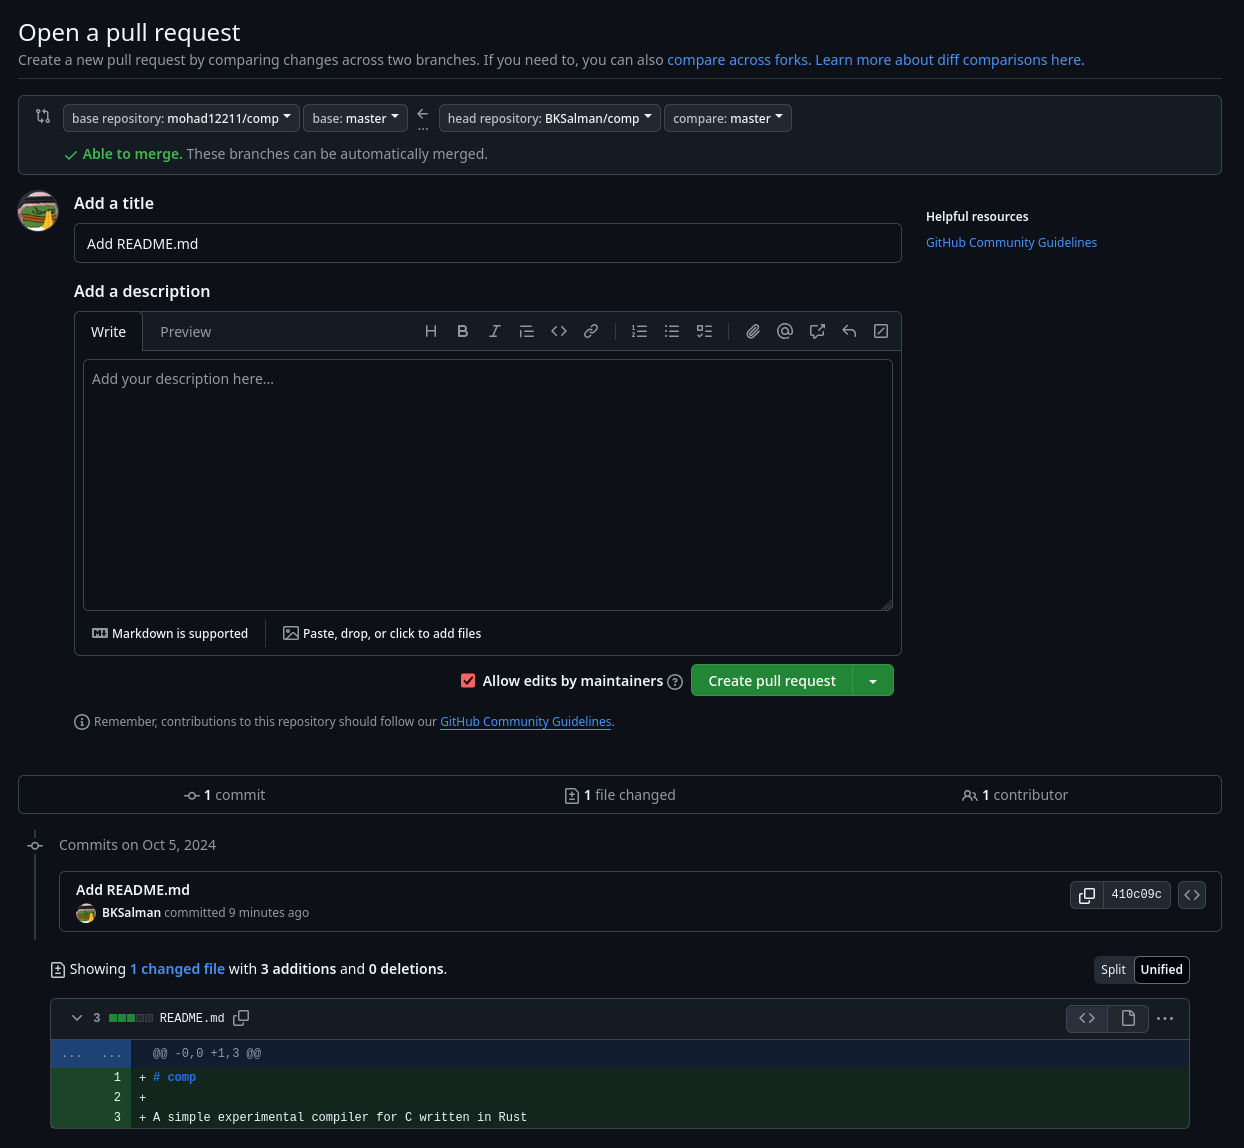 Open a pull request
Create a new pull request by comparing changes across two branches. If you need to, you can also compare across forks. Learn more about diff comparisons here.
base repository: mohad12211/comp base: master ... head repository: BKSalman/comp compare: master
Able to merge. These branches can be automatically merged.
Add a title
Helpful resources
Add README.md
GitHub Community Guidelines
Add a description
Write Preview
Add your description here...
Markdown is supported Paste, drop, or click to add files
Allow edits by maintainers Create pull request
Remember, contributions to this repository should follow our GitHub Community Guidelines.
1 commit 1 file changed 1 contributor
Commits on Oct 5, 2024
Add README.md
410c09c
BKSalman committed 9 minutes ago
Showing 1 changed file with 3 additions and 0 deletions.
Split Unified
3 README.md
... ... @@ -0,0 +1,3 @@
1 + # comp
2 +
3 + A simple experimental compiler for C written in Rust